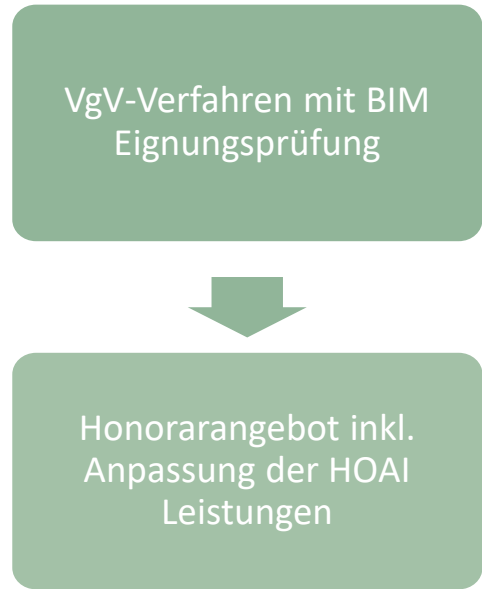 VgV-Verfahren mit BIM
Eignungsprüfung
Honorarangebot inkl.
Anpassung der HOAI
Leistungen